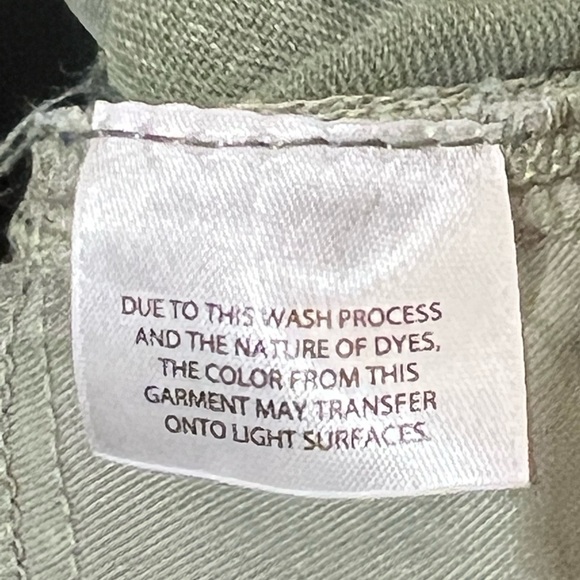 DUE TO THIS WASH PROCESS
AND THE NATURE OF DYES,
THE COLOR FROM THIS
GARMENT MAY TRANSFER
ONTO LIGHT SURFACES.